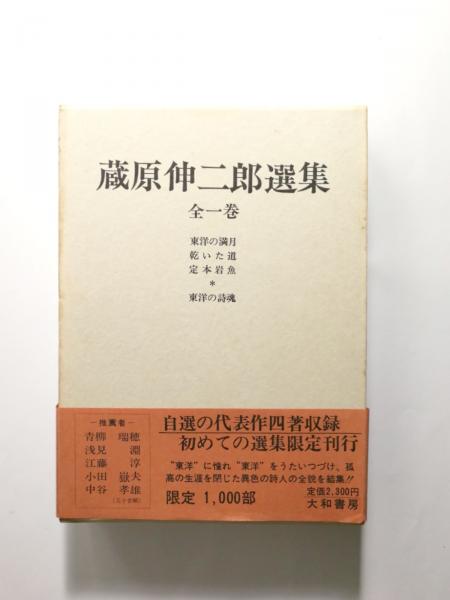 蔵原伸二郎選集
全一巻
東洋の満月
乾いた道
定本岩魚
*
東洋の詩魂
―推薦者―
青柳 瑞穂
浅見 淵
江藤 淳
小田 嶽夫
中谷 孝雄
(五十音順)
自選の代表作四著収録
初めての選集限定刊行
"東洋"に憧れ"東洋"をうたいつづけ、孤
高の生涯を閉じた異色の詩人の全貌を結集!!
限定 1,000部
定価2,300円
大和書房